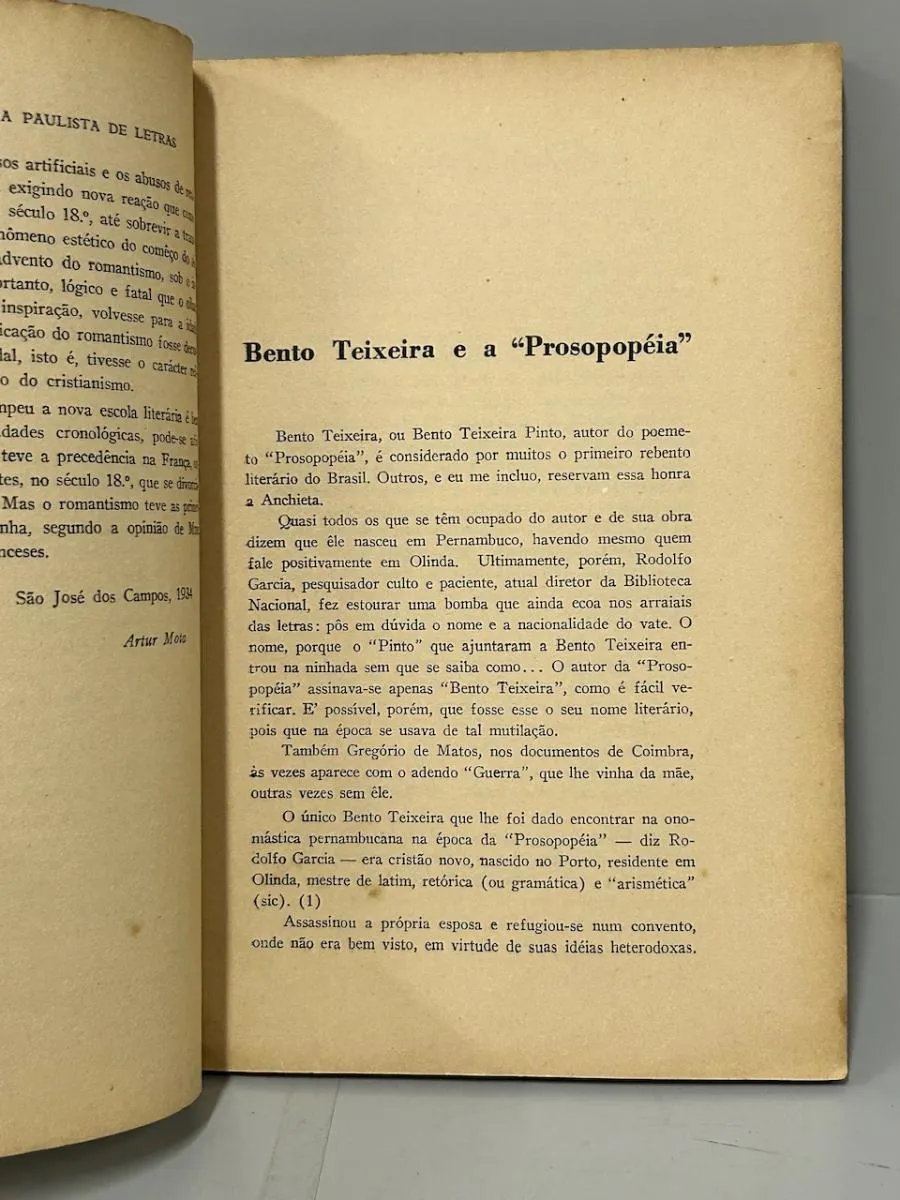 A PAULISTA DE LETRAS
sos artificiais e os abusos de
exigindo nova reação que
século 18.º, até sobrevir a
nômeno estético do comêço do
advento do romantismo, sob o
ortanto, lógico e fatal que o
inspiração, volvesse para a
icação do romantismo fosse
dal, isto é, tivesse o carácter
o do cristianismo.
mpeu a nova escola literária é
idades cronológicas, pode-se
teve a precedência na França,
tes, no século 18.º, que se
Mas o romantismo teve as
nha, segundo a opinião de
nceses.
São José dos Campos, 1934
Artur Mota
Bento Teixeira e a “Prosopopéia”
Bento Teixeira, ou Bento Teixeira Pinto, autor do poeme-
to “Prosopopéia”, é considerado por muitos o primeiro rebento
literário do Brasil. Outros, e eu me incluo, reservam essa honra
a Anchieta.
Quasi todos os que se têm ocupado do autor e de sua obra
dizem que êle nasceu em Pernambuco, havendo mesmo quem
fale positivamente em Olinda. Ultimamente, porém, Rodolfo
Garcia, pesquisador culto e paciente, atual diretor da Biblioteca
Nacional, fez estourar uma bomba que ainda ecoa nos arraiais
das letras: pôs em dúvida o nome e a nacionalidade do vate. O
nome, porque o “Pinto” que ajuntaram a Bento Teixeira en-
trou na ninhada sem que se saiba como... O autor da “Proso-
popéia” assinava-se apenas “Bento Teixeira”, como é fácil ve-
rificar. E’ possível, porém, que fosse esse o seu nome literário,
pois que na época se usava de tal mutilação.
Também Gregório de Matos, nos documentos de Coimbra,
às vezes aparece com o adendo “Guerra”, que lhe vinha da mãe,
outras vezes sem êle.
O único Bento Teixeira que lhe foi dado encontrar na ono-
mástica pernambucana na época da “Prosopopéia” — diz Ro-
dolfo Garcia — era cristão novo, nascido no Porto, residente em
Olinda, mestre de latim, retórica (ou gramática) e “arismética”
(sic). (1)
Assassinou a própria esposa e refugiou-se num convento,
onde não era bem visto, em virtude de suas idéias heterodoxas.